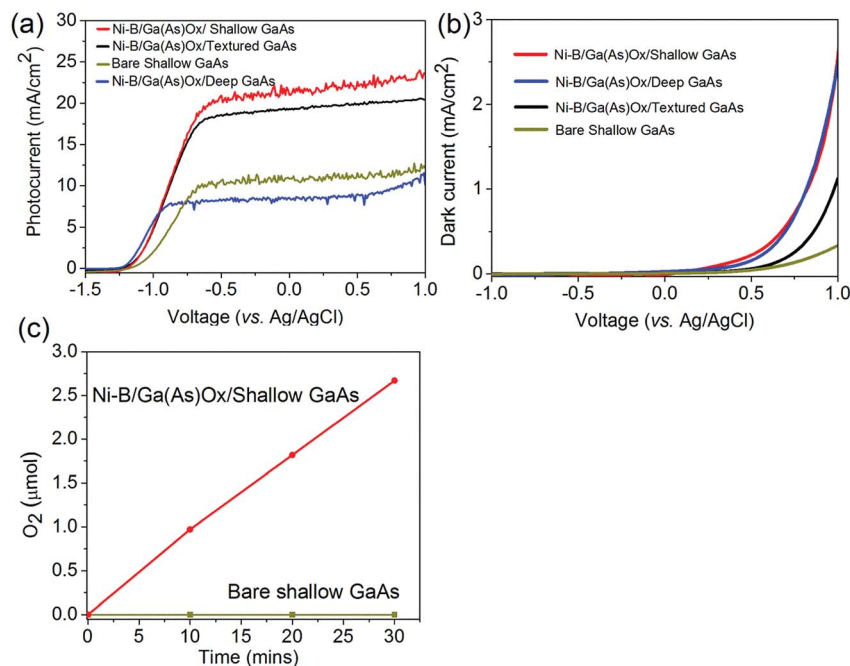 (a)
Ni-B/Ga(As)Ox/ Shallow GaAs
Ni-B/Ga(As)Ox/Textured GaAs
Bare Shallow GaAs
Ni-B/Ga(As)Ox/Deep GaAs
Photocurrent (mA/cm²)
30
25
20
15
10
5
0
-1.5 -1.0 -0.5 0.0 0.5 1.0
Voltage (vs. Ag/AgCl)
(b)
Ni-B/Ga(As)Ox/Shallow GaAs
Ni-B/Ga(As)Ox/Deep GaAs
Ni-B/Ga(As)Ox/Textured GaAs
Bare Shallow GaAs
Dark current (mA/cm²)
3
2
1
0
-1.0 -0.5 0.0 0.5 1.0
Voltage (vs. Ag/AgCl)
(c)
Ni-B/Ga(As)Ox/Shallow GaAs
Bare shallow GaAs
O₂ (μmol)
3.0
2.5
2.0
1.5
1.0
0.5
0.0
0 5 10 15 20 25 30
Time (mins)